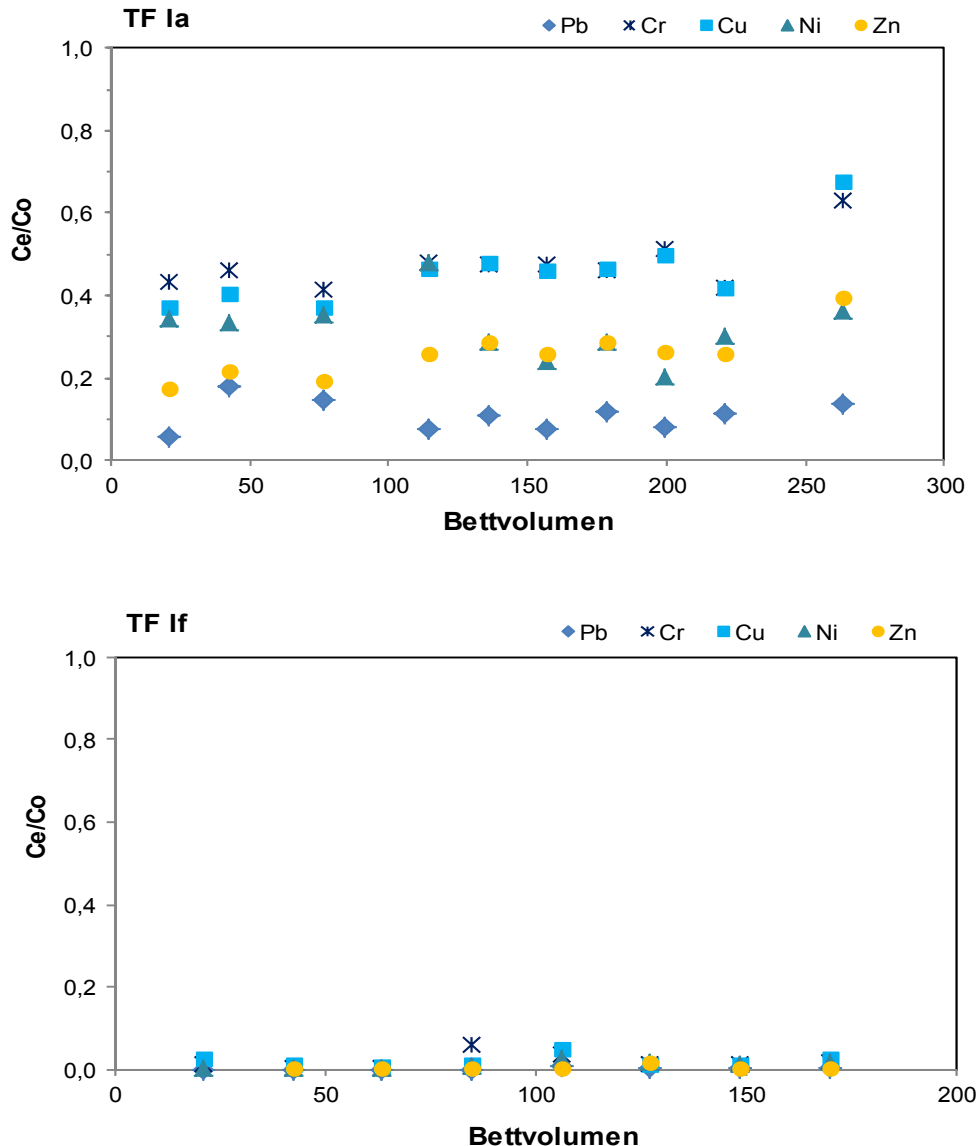 TF Ia
Pb Cr Cu Ni Zn
1,0
0,8
0,6
0,4
0,2
0,0
Ce/Co
0 50 100 150 200 250 300
Bettvolumen
TF If
Pb Cr Cu Ni Zn
1,0
0,8
0,6
0,4
0,2
0,0
Ce/Co
0 50 100 150 200
Bettvolumen